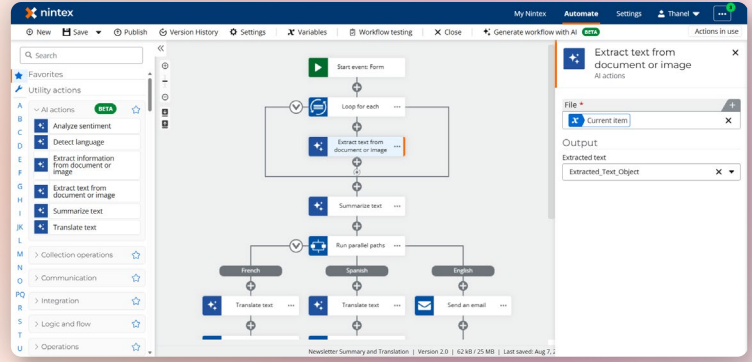 nintex
My Nintex
Automate
Settings
Thanel
New
Save
Publish
Version History
Settings
Variables
Workflow testing
Close
Generate workflow with AI
BETA
Actions in use
Search
Favorites
Utility actions
A
B
C
D
E
F
G
H
I
JK
L
M
N
O
PQ
R
S
T
U
AI actions
BETA
Analyze sentiment
Detect language
Extract information
from document or
image
Extract text from
document or image
Summarize text
Translate text
Collection operations
Communication
Integration
Logic and flow
Operations
Start event: Form
Loop for each
Extract text from
document or image
Summarize text
Run parallel paths
French
Spanish
English
Translate text
Translate text
Send an email
Newsletter Summary and Translation | Version 2.0 | 62 kB / 25 MB | Last saved: Aug 7, 2
Extract text from
document or image
AI actions
File *
Current item
Output
Extracted text
Extracted_Text_Object